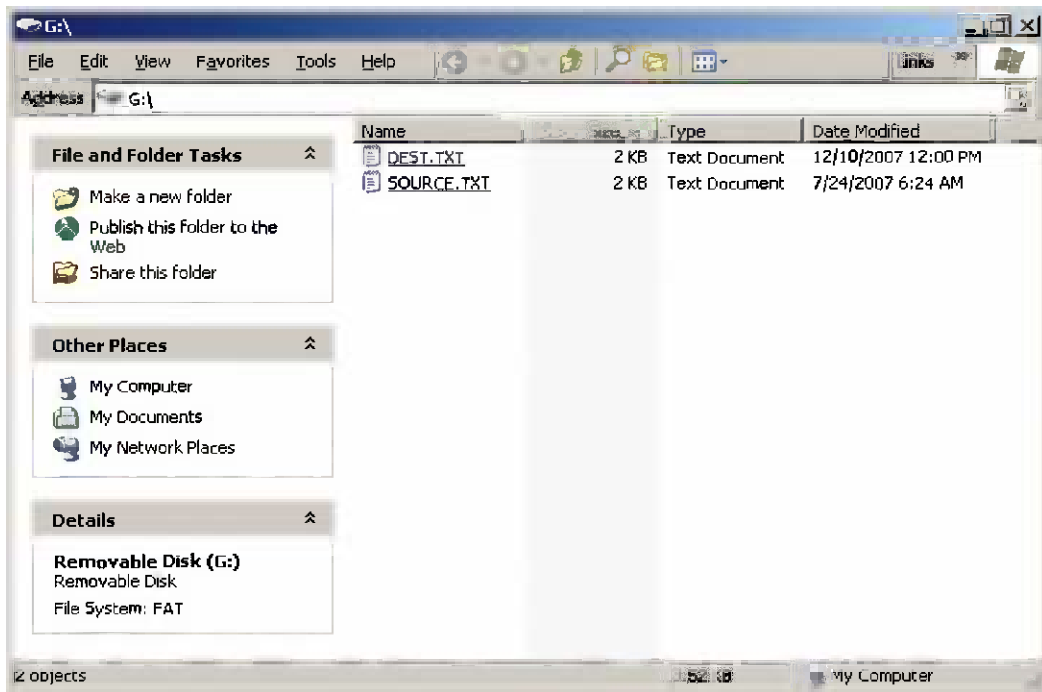 G:\
File Edit View Favorites Tools Help Links
Address G:\
File and Folder Tasks
Make a new folder
Publish this folder to the
Web
Share this folder
Other Places
My Computer
My Documents
My Network Places
Details
Removable Disk (G:)
Removable Disk
File System: FAT
Name Type Date Modified
DEST.TXT 2 KB Text Document 12/10/2007 12:00 PM
SOURCE.TXT 2 KB Text Document 7/24/2007 6:24 AM
2 objects My Computer